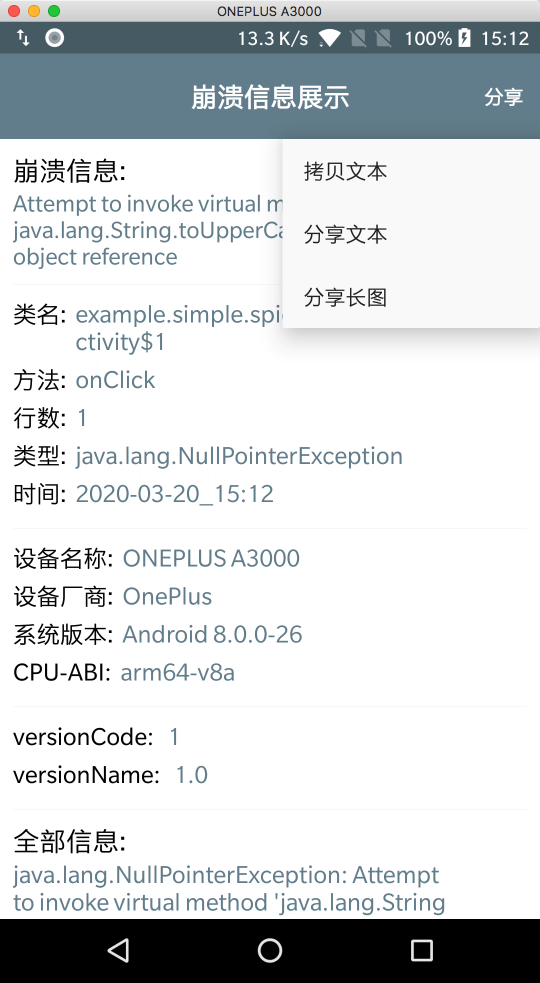 ONEPLUS A3000
13.3 K/s 100% 15:12
崩溃信息展示 分享
拷贝文本
分享文本
分享长图
崩溃信息:
Attempt to invoke virtual m
java.lang.String.toUpperCa
object reference
类名: example.simple.spi
ctivity$1
方法: onClick
行数: 1
类型: java.lang.NullPointerException
时间: 2020-03-20_15:12
设备名称: ONEPLUS A3000
设备厂商: OnePlus
系统版本: Android 8.0.0-26
CPU-ABI: arm64-v8a
versionCode: 1
versionName: 1.0
全部信息:
java.lang.NullPointerException: Attempt
to invoke virtual method 'java.lang.String